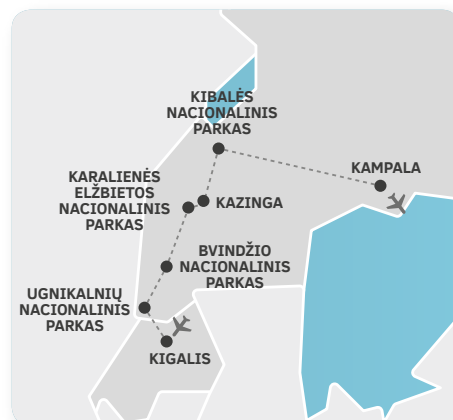 KIBALĖS
NACIONALINIS
PARKAS
KAMPALA
KARALIENĖS
ELŽBIETOS
NACIONALINIS
PARKAS
KAZINGA
BVINDŽIO
NACIONALINIS
PARKAS
UGNIKALNIŲ
NACIONALINIS
PARKAS
KIGALIS